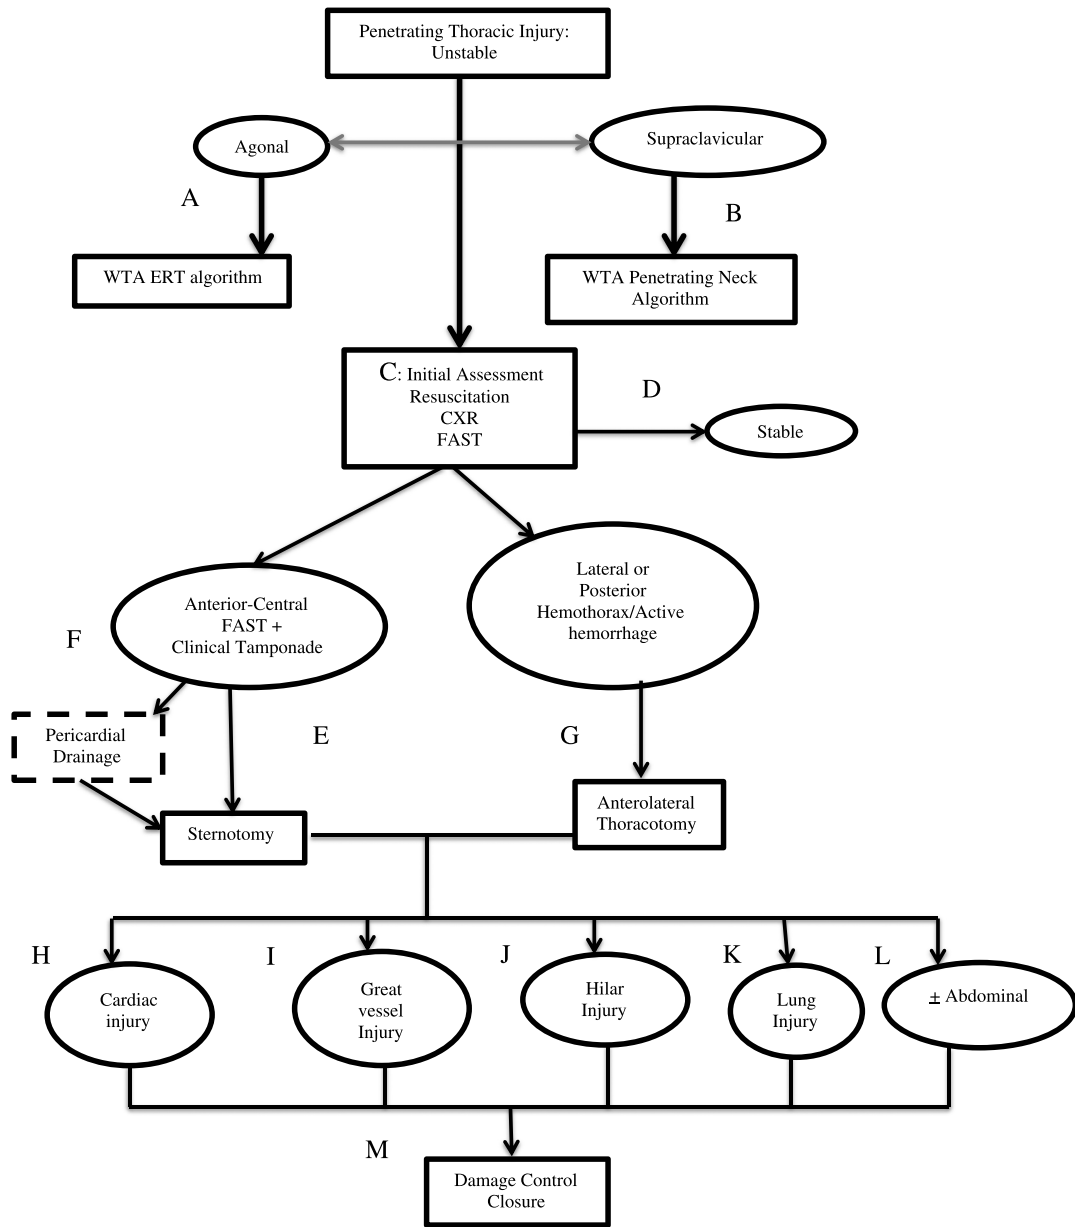 Penetrating Thoracic Injury:
Unstable
Agonal
Supraclavicular
A
B
WTA ERT algorithm
WTA Penetrating Neck
Algorithm
C: Initial Assessment
Resuscitation
CXR
FAST
D
Stable
Anterior-Central
FAST +
Clinical Tamponade
Lateral or
Posterior
Hemothorax/Active
hemorrhage
F
Pericardial
Drainage
E
G
Sternotomy
Anterolateral
Thoracotomy
H
I
J
K
L
Cardiac
injury
Great
vessel
Injury
Hilar
Injury
Lung
Injury
± Abdominal
M
Damage Control
Closure